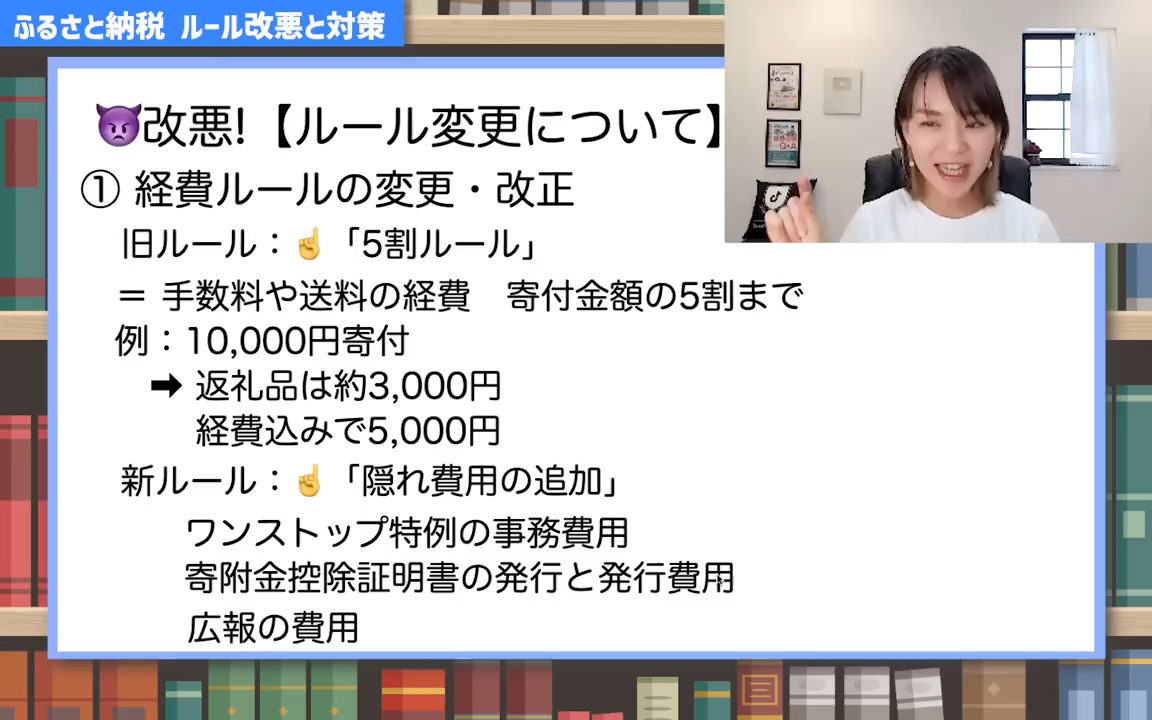 ふるさと納税 ルール改悪と対策
👿改悪!【ルール変更について】
① 経費ルールの変更・改正
旧ルール：☝「5割ルール」
＝ 手数料や送料の経費　寄付金額の5割まで
例：10,000円寄付
➡ 返礼品は約3,000円
経費込みで5,000円
新ルール：☝「隠れ費用の追加」
ワンストップ特例の事務費用
寄附金控除証明書の発行と発行費用
広報の費用
Q&A